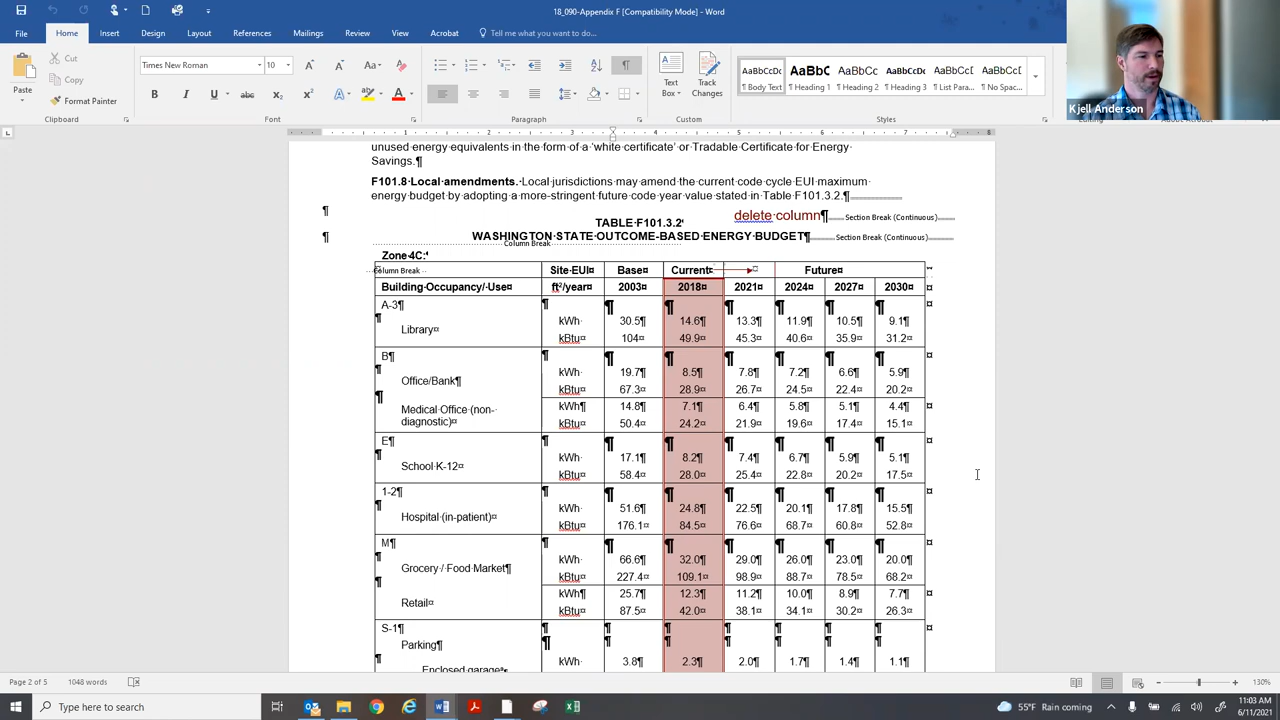 18_090-Appendix F [Compatibility Mode] - Word
File Home Insert Design Layout References Mailings Review View Acrobat Tell me what you want to do...
Cut
Copy
Format Painter
Paste
Clipboard
Times New Roman 10
Font
Paragraph
Text Box
Track Changes
Custom
AaBbCcDc AaBbC AaBbCc AaBbCc AaBbCcDc AaBbCcDc
¶ Body Text Heading 1 ¶ Heading 2 ¶ Heading 3 ¶ List Para... ¶ No Spac...
Styles
Kjell Anderson
1 2 3 4 5 6 7 8
unused energy equivalents in the form of a 'white certificate' or Tradable Certificate for Energy
Savings.¶
F101.8 Local amendments. Local jurisdictions may amend the current code cycle EUI maximum
energy budget by adopting a more-stringent future code year value stated in Table F101.3.2.¶
delete column¶ Section Break (Continuous)
TABLE F101.3.2¶
¶ WASHINGTON STATE OUTCOME-BASED ENERGY BUDGET¶ Section Break (Continuous)
Column Break
Zone 4C:
Column Break Site EUI¤ Base¤ Current¤ ¤ Future¤
Building Occupancy/ Use¤ ft²/year¤ 2003¤ 2018¤ 2021¤ 2024¤ 2027¤ 2030¤
A-3¶
Library¤
kWh 30.5¶ 14.6¶ 13.3¶ 11.9¶ 10.5¶ 9.1¶
kBtu 104¤ 49.9¤ 45.3¤ 40.6¤ 35.9¤ 31.2¤
B¶
Office/Bank¶
kWh 19.7¶ 8.5¶ 7.8¶ 7.2¶ 6.6¶ 5.9¶
kBtu 67.3¤ 28.9¤ 26.7¤ 24.5¤ 22.4¤ 20.2¤
Medical Office (non-
diagnostic)¤
kWh¶ 14.8¶ 7.1¶ 6.4¶ 5.8¶ 5.1¶ 4.4¶
kBtu 50.4¤ 24.2¤ 21.9¤ 19.6¤ 17.4¤ 15.1¤
E¶
School K-12¤
kWh 17.1¶ 8.2¶ 7.4¶ 6.7¶ 5.9¶ 5.1¶
kBtu 58.4¤ 28.0¤ 25.4¤ 22.8¤ 20.2¤ 17.5¤
1-2¶
Hospital (in-patient)¤
kWh 51.6¶ 24.8¶ 22.5¶ 20.1¶ 17.8¶ 15.5¶
kBtu 176.1¤ 84.5¤ 76.6¤ 68.7¤ 60.8¤ 52.8¤
M¶
Grocery / Food Market¶
kWh 66.6¶ 32.0¶ 29.0¶ 26.0¶ 23.0¶ 20.0¶
kBtu 227.4¤ 109.1¤ 98.9¤ 88.7¤ 78.5¤ 68.2¤
Retail¤
kWh¶ 25.7¶ 12.3¶ 11.2¶ 10.0¶ 8.9¶ 7.7¶
kBtu 87.5¤ 42.0¤ 38.1¤ 34.1¤ 30.2¤ 26.3¤
S-1¶
Parking¶
Enclosed garage
kWh 3.8¶ 2.3¶ 2.0¶ 1.7¶ 1.4¶ 1.1¶
Page 2 of 5 1048 words 130%
Type here to search
55°F Raining now 11:03 AM
6/11/2021